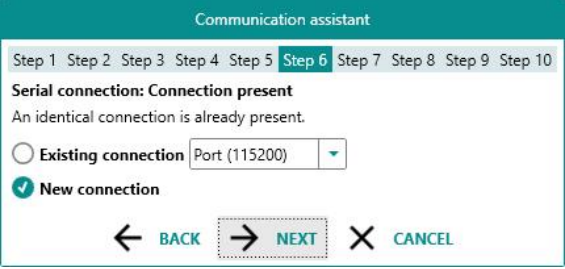 Communication assistant
Step 1 Step 2 Step 3 Step 4 Step 5 Step 6 Step 7 Step 8 Step 9 Step 10
Serial connection: Connection present
An identical connection is already present.
Existing connection Port (115200)
New connection
BACK NEXT CANCEL